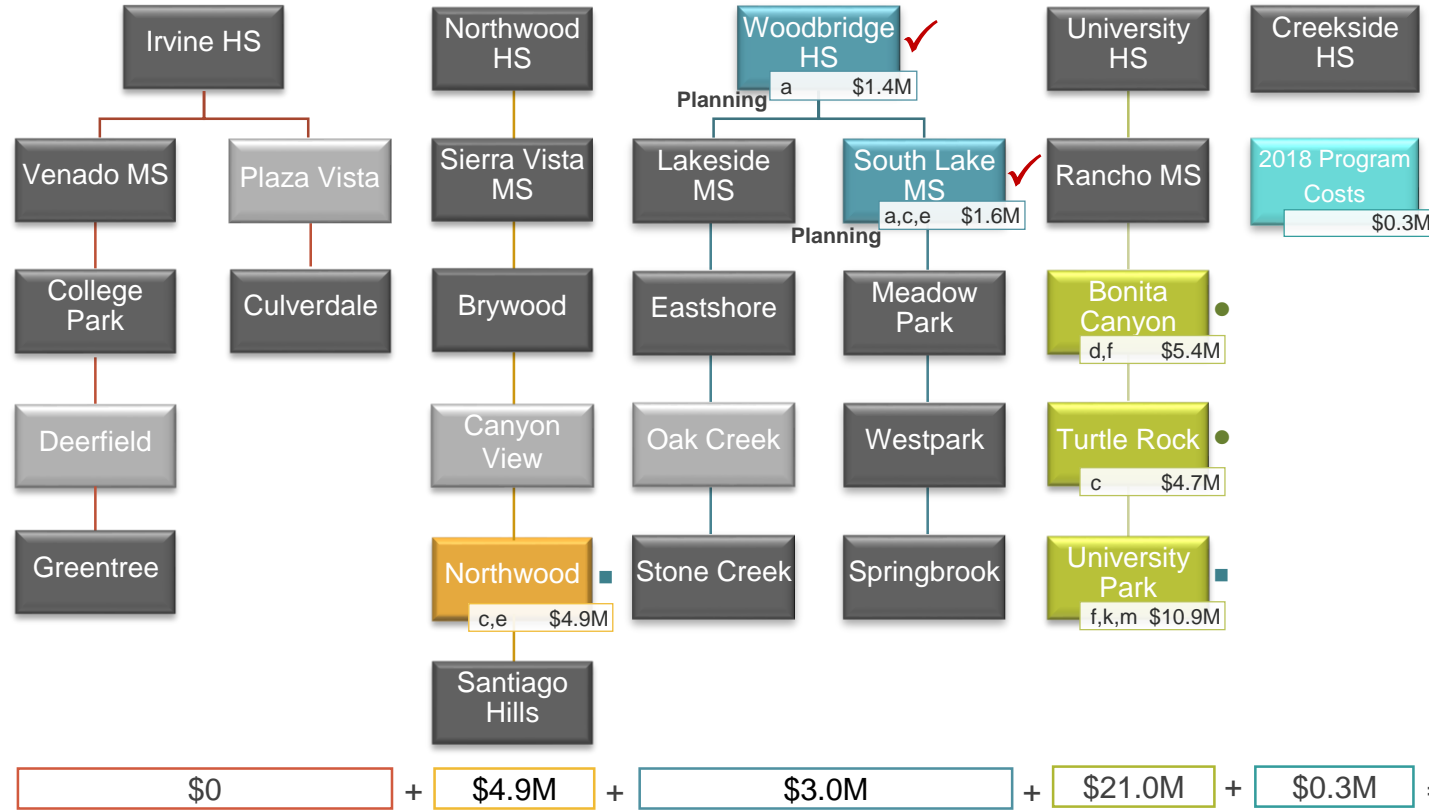 Irvine HS
Northwood
HS
Woodbridge
HS
a $1.4M
Planning
University
HS
Creekside
HS
Venado MS
Plaza Vista
Sierra Vista
MS
Lakeside
MS
South Lake
MS
a,c,e $1.6M
Planning
Rancho MS
2018 Program
Costs
$0.3M
College
Park
Culverdale
Brywood
Eastshore
Meadow
Park
Bonita
Canyon
d,f $5.4M
Deerfield
Canyon
View
Oak Creek
Westpark
Turtle Rock
c $4.7M
Greentree
Northwood
c,e $4.9M
Stone Creek
Springbrook
University
Park
f,k,m $10.9M
Santiago
Hills
$0 + $4.9M + $3.0M + $21.0M + $0.3M